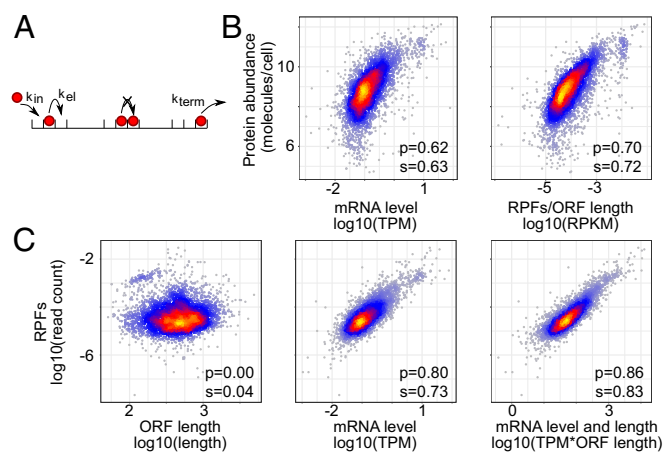 A
k_in
k_el
k_term
B
Protein abundance
(molecules/cell)
10
6
p=0.62
s=0.63
-2
1
mRNA level
log10(TPM)
p=0.70
s=0.72
-5
-3
RPFs/ORF length
log10(RPKM)
C
RPFs
log10(read count)
-2
-6
p=0.00
s=0.04
2
3
ORF length
log10(length)
p=0.80
s=0.73
-2
1
mRNA level
log10(TPM)
p=0.86
s=0.83
0
3
mRNA level and length
log10(TPM*ORF length)